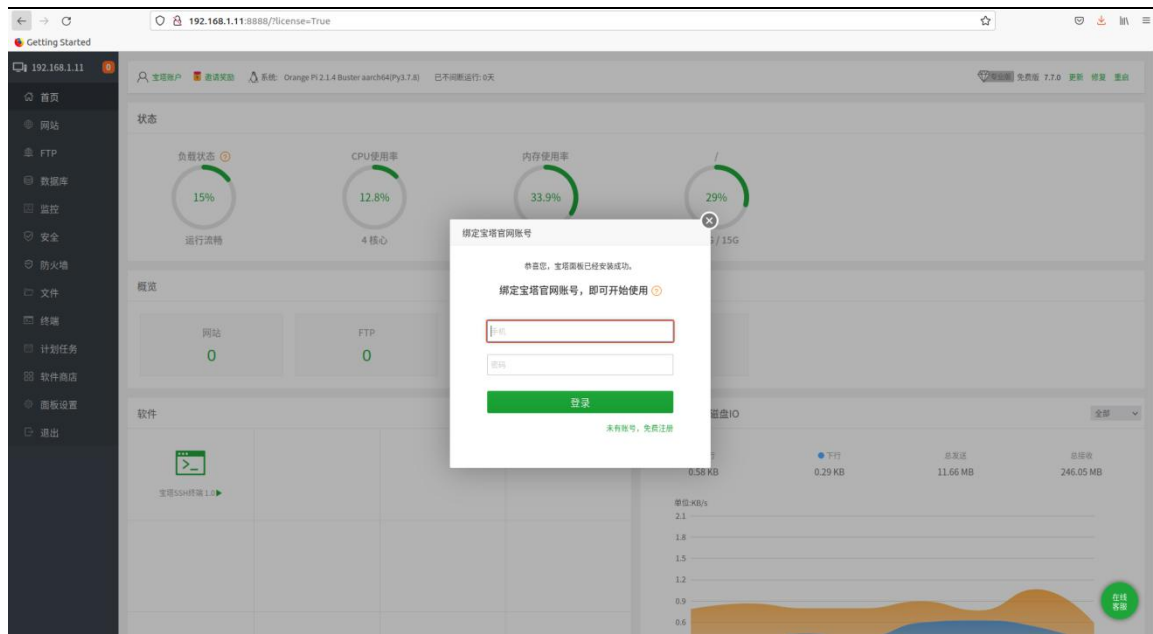 192.168.1.11:8888/?license=True
Getting Started
192.168.1.11 0
宝塔账户 邀请奖励 系统: Orange Pi 2.1.4 Buster aarch64(Py3.7.8) 已不间断运行: 0天 专业版 免费版 7.7.0 更新 修复 重启
首页
网站
FTP
数据库
监控
安全
防火墙
文件
终端
计划任务
软件商店
面板设置
退出
状态
负载状态 CPU使用率 内存使用率 /
15% 12.8% 33.9% 29%
运行流畅 4 核心 / 15G
绑定宝塔官网账号
恭喜您，宝塔面板已经安装成功。
绑定宝塔官网账号，即可开始使用
手机
密码
登录
未有账号，免费注册
概览
网站 FTP
0 0
软件
宝塔SSH终端 1.0
磁盘IO 全部
下行 总发送 总接收
0.58 KB 0.29 KB 11.66 MB 246.05 MB
单位:KB/s
2.1
1.8
1.5
1.2
0.9
0.6
在线
客服